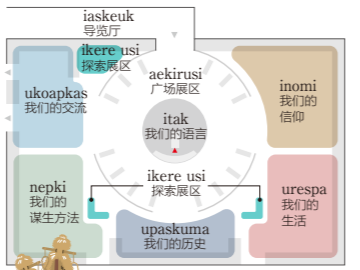 iaskeuk
导览厅
ikere usi
探索展区
ukoapkas
我们的交流
aekirusi
广场展区
inomi
我们的
信仰
itak
我们的语言
nepki
我们的
谋生方法
ikere usi
探索展区
urespa
我们的
生活
upaskuma
我们的历史